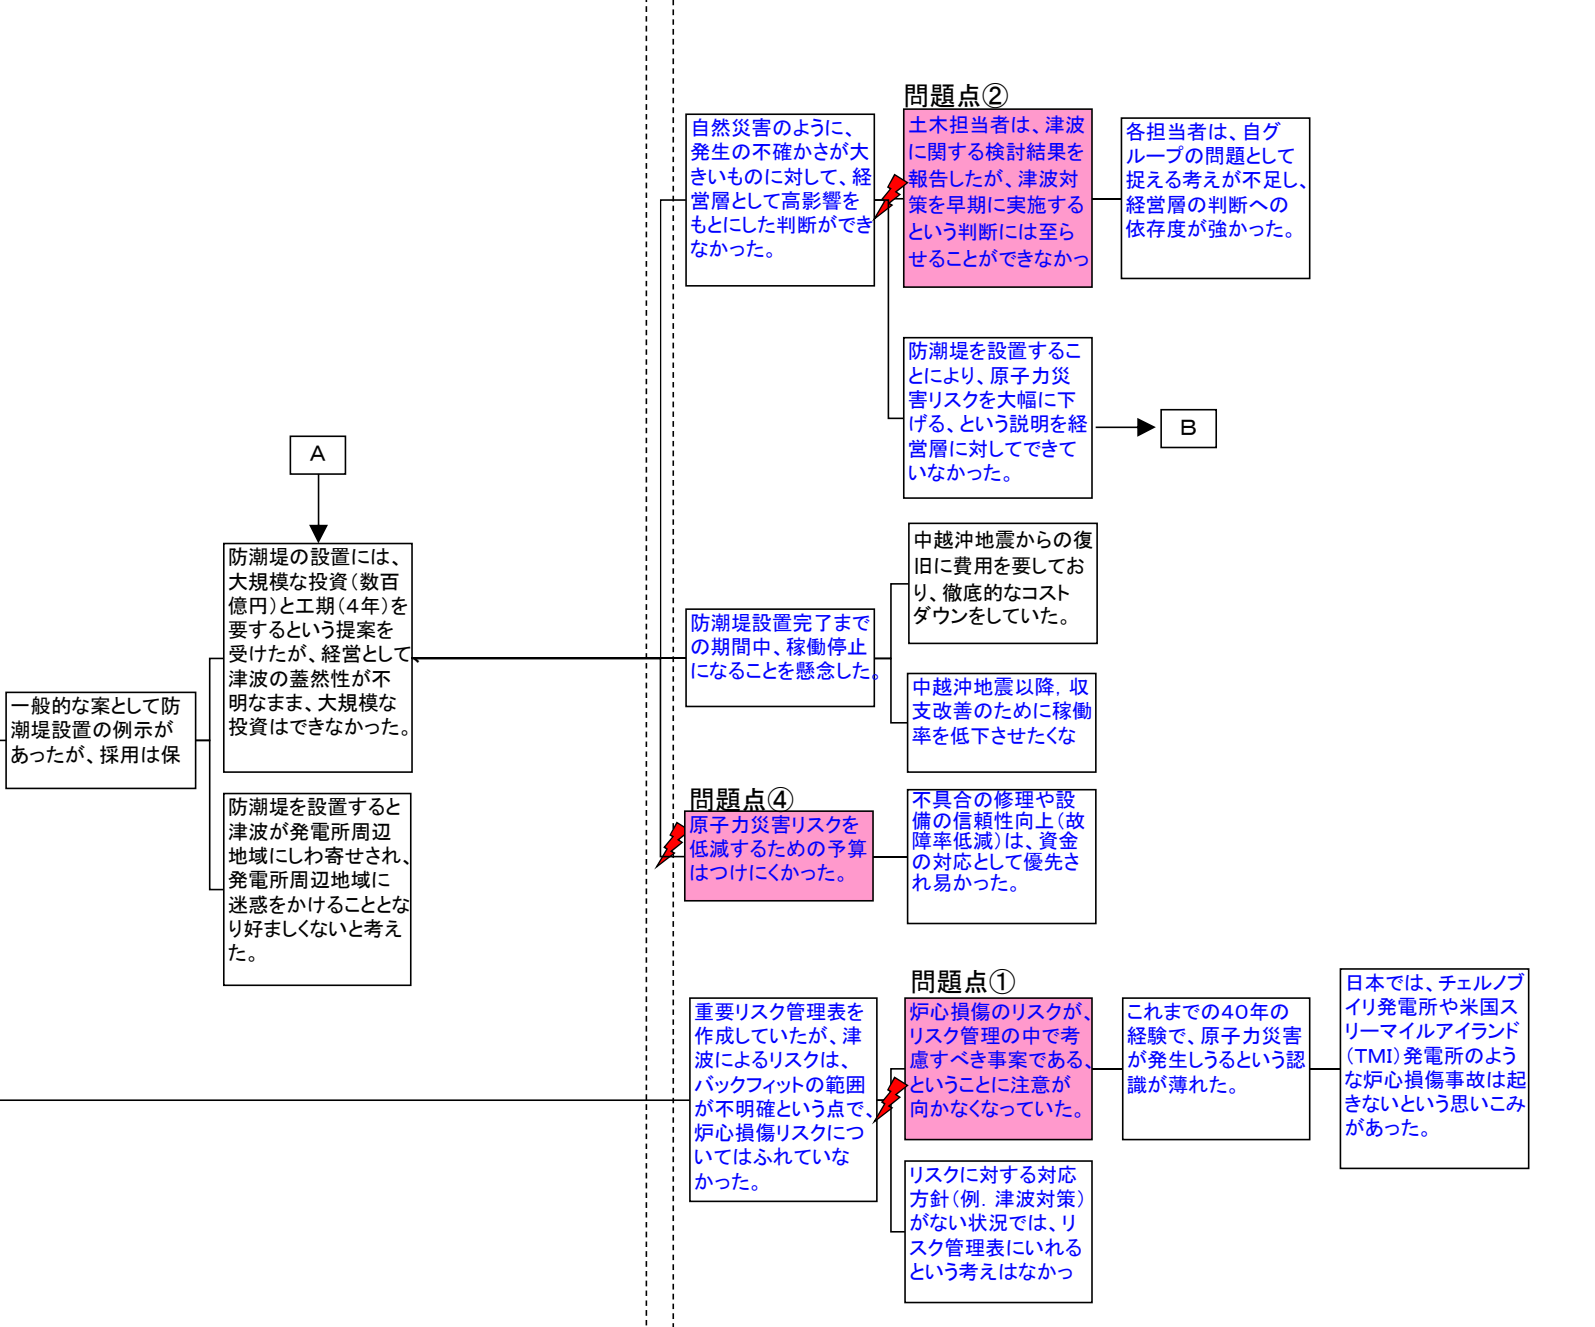 一般的な案として防
潮堤設置の例示が
あったが、採用は保
A
防潮堤の設置には、
大規模な投資（数百
億円）と工期（４年）を
要するという提案を
受けたが、経営として、
津波の蓋然性が不
明なまま、大規模な
投資はできなかった。
防潮堤を設置すると
津波が発電所周辺
地域にしわ寄せされ、
発電所周辺地域に
迷惑をかけることとな
り好ましくないと考え
た。
自然災害のように、
発生の不確かさが大
きいものに対して、経
営層として高影響を
もとにした判断ができ
なかった。
問題点②
土木担当者は、津波
に関する検討結果を
報告したが、津波対
策を早期に実施する
という判断には至ら
せることができなかっ
各担当者は、自グ
ループの問題として
捉える考えが不足し、
経営層の判断への
依存度が強かった。
防潮堤を設置するこ
とにより、原子力災
害リスクを大幅に下
げる、という説明を経
営層に対してできて
いなかった。
B
防潮堤設置完了まで
の期間中、稼働停止
になることを懸念した。
中越沖地震からの復
旧に費用を要してお
り、徹底的なコスト
ダウンをしていた。
中越沖地震以降，収
支改善のために稼働
率を低下させたくな
問題点④
原子力災害リスクを
低減するための予算
はつけにくかった。
不具合の修理や設
備の信頼性向上（故
障率低減）は、資金
の対応として優先さ
れ易かった。
重要リスク管理表を
作成していたが、津
波によるリスクは、
バックフィットの範囲
が不明確という点で、
炉心損傷リスクにつ
いてはふれていな
かった。
問題点①
炉心損傷のリスクが、
リスク管理の中で考
慮すべき事案である、
ということに注意が
向かなくなっていた。
これまでの４０年の
経験で、原子力災害
が発生しうるという認
識が薄れた。
日本では、チェルノブ
イリ発電所や米国ス
リーマイルアイランド
（ＴＭＩ）発電所のよう
な炉心損傷事故は起
きないという思いこみ
があった。
リスクに対する対応
方針（例．津波対策）
がない状況では、リ
スク管理表にいれる
という考えはなかっ